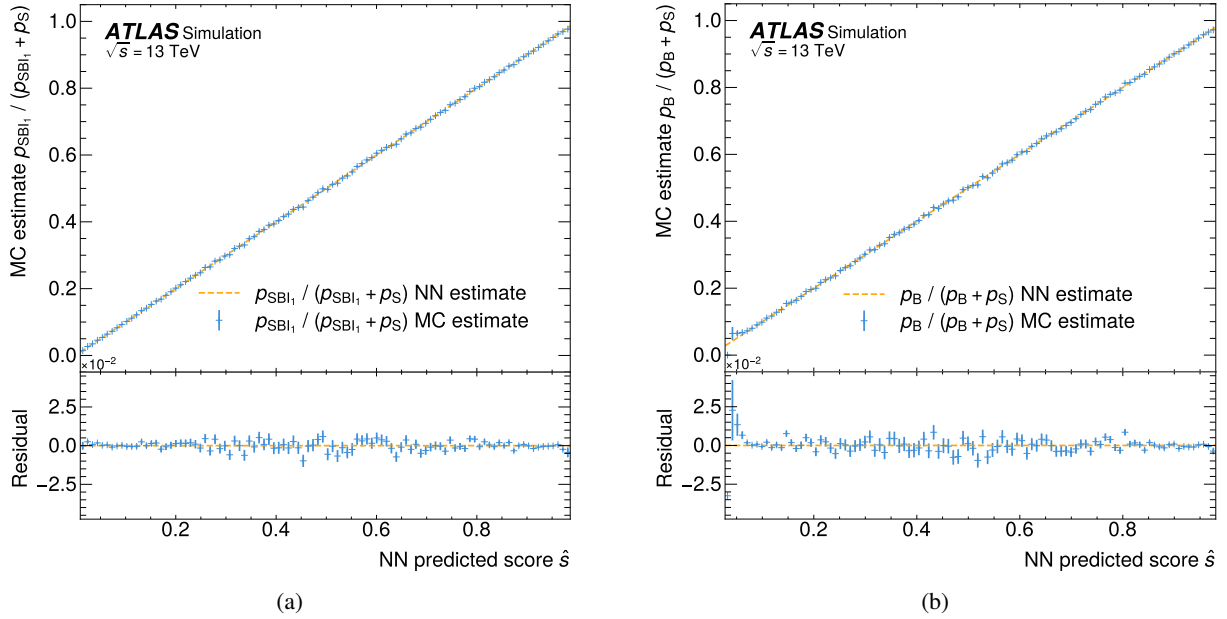 MC estimate p_SBI₁ / (p_SBI₁ + p_S)
ATLAS Simulation
√s = 13 TeV
1.0
0.8
0.6
0.4
0.2
0.0
p_SBI₁ / (p_SBI₁ + p_S) NN estimate
p_SBI₁ / (p_SBI₁ + p_S) MC estimate
×10⁻²
Residual
2.5
0.0
−2.5
0.2 0.4 0.6 0.8
NN predicted score ŝ
(a)
MC estimate p_B / (p_B + p_S)
ATLAS Simulation
√s = 13 TeV
1.0
0.8
0.6
0.4
0.2
0.0
p_B / (p_B + p_S) NN estimate
p_B / (p_B + p_S) MC estimate
×10⁻²
Residual
2.5
0.0
−2.5
0.2 0.4 0.6 0.8
NN predicted score ŝ
(b)